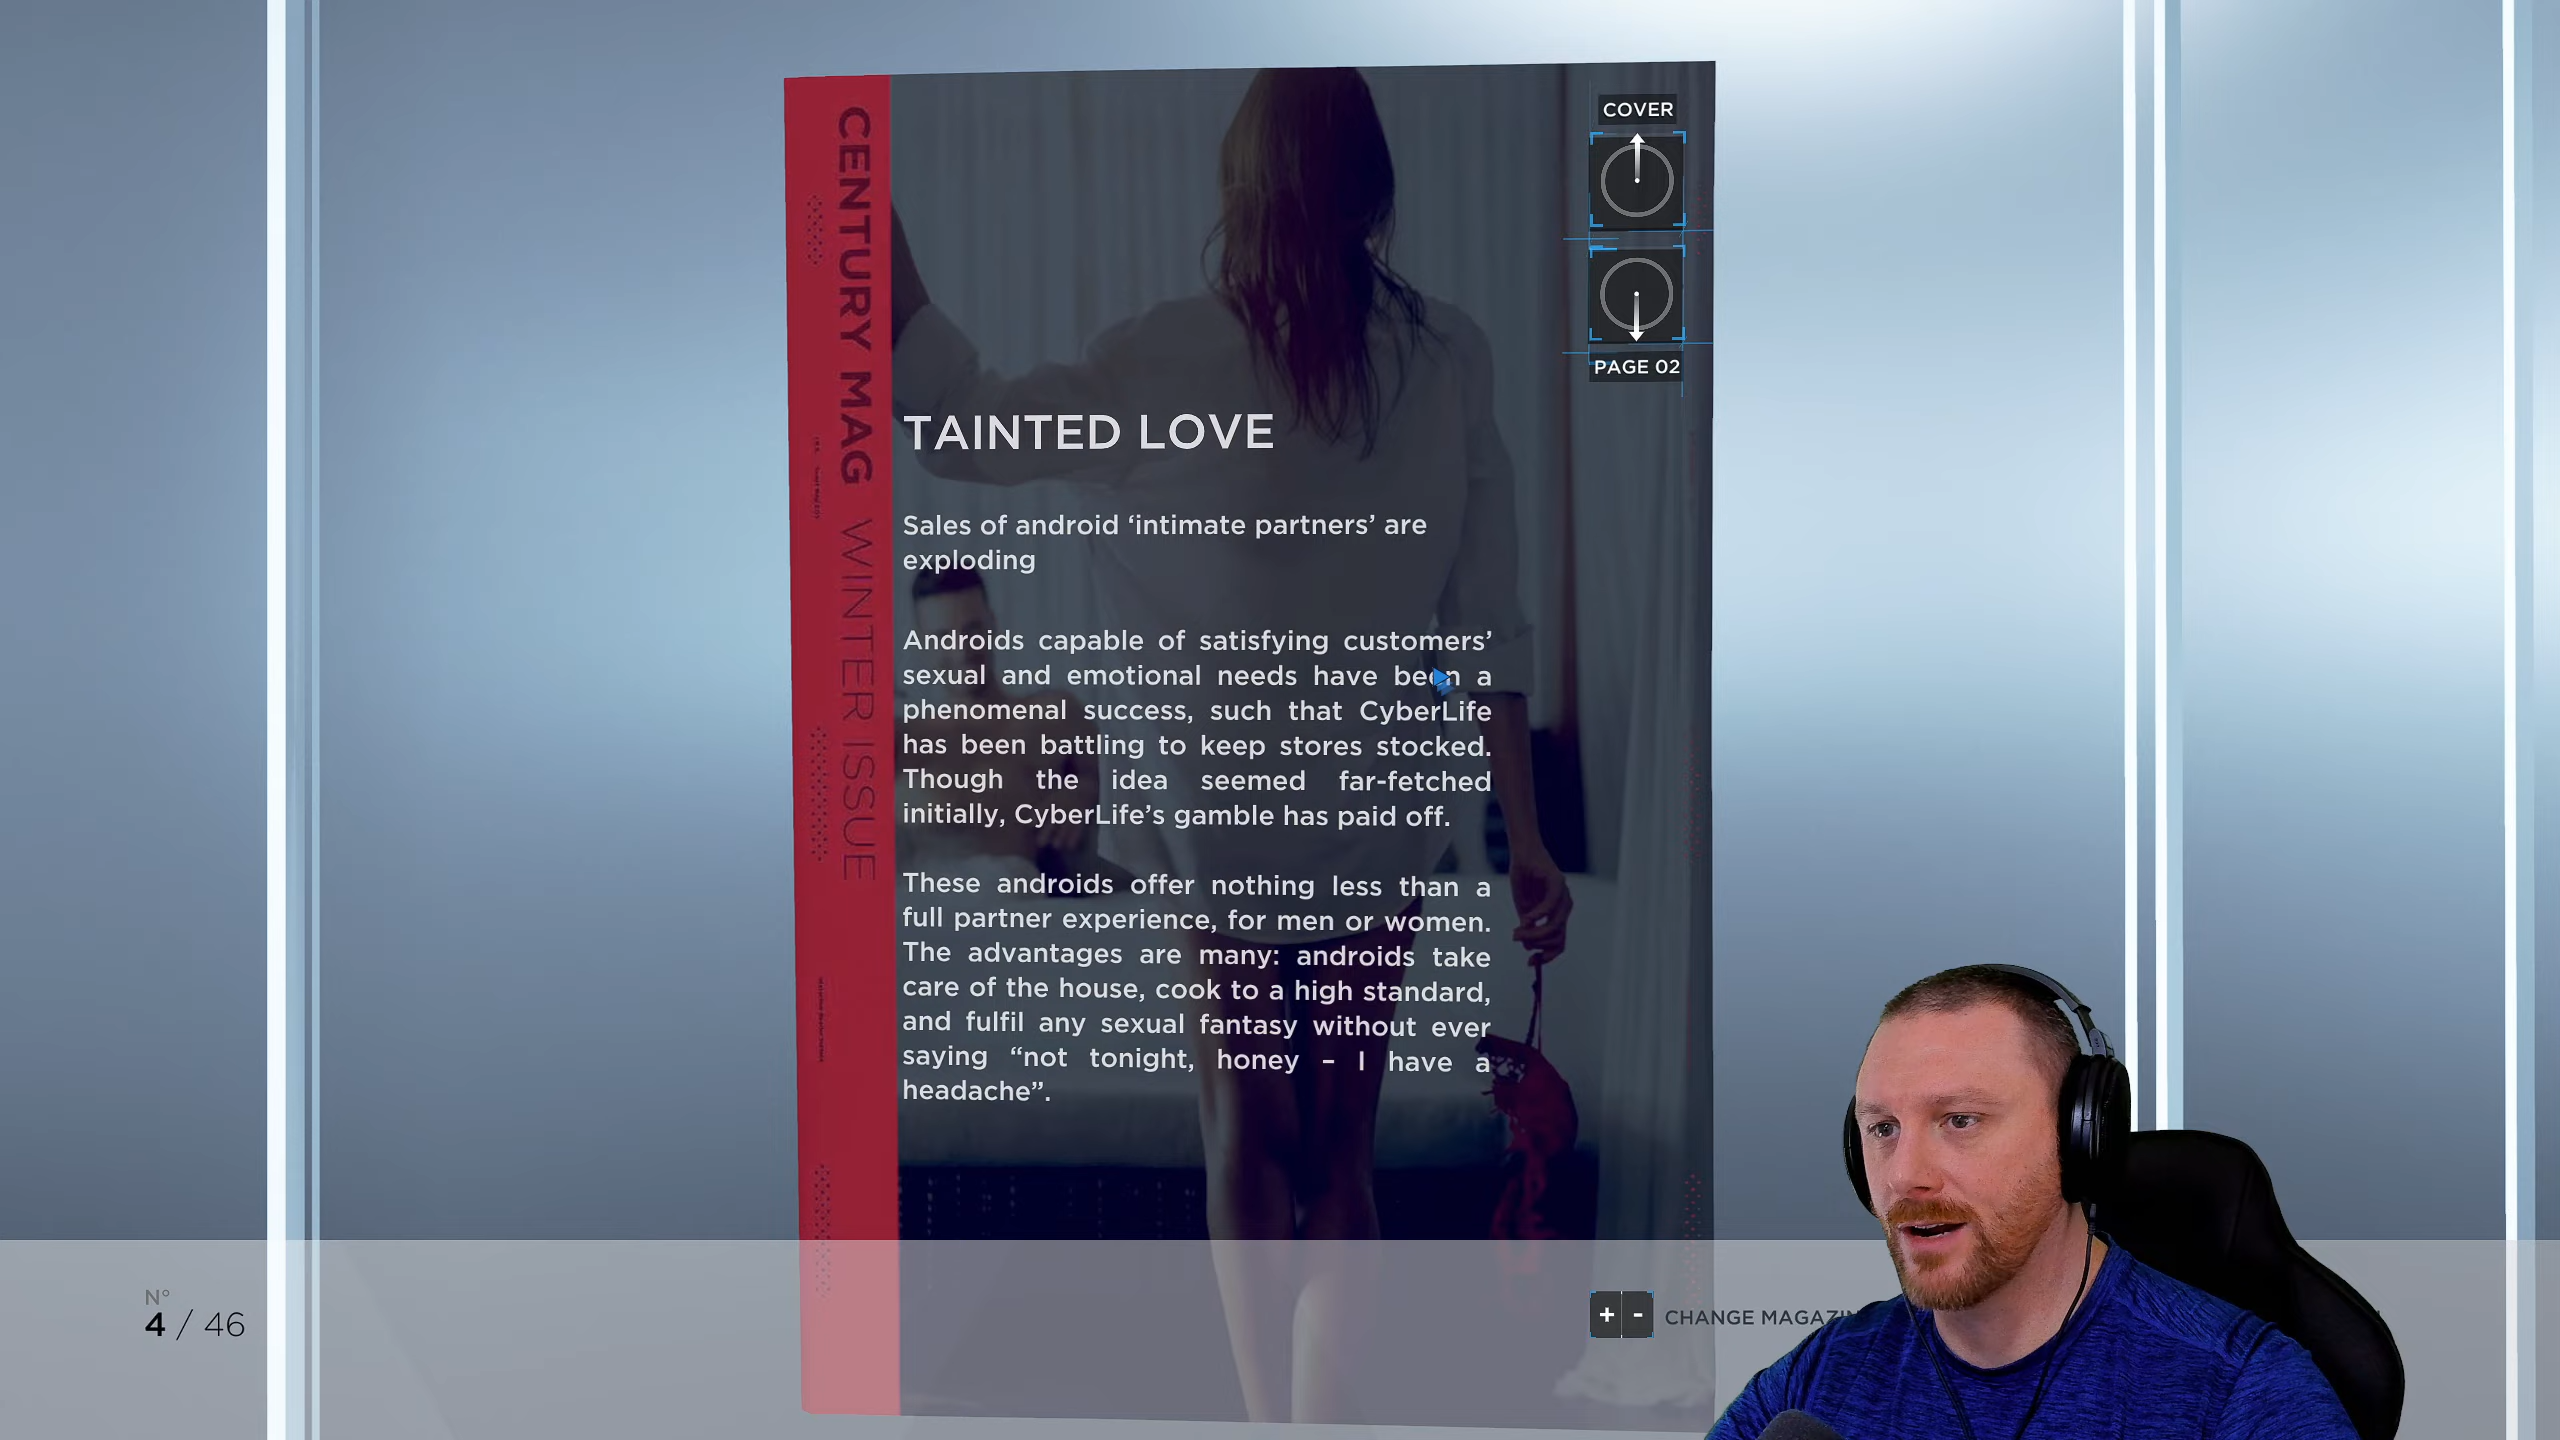 CENTURY MAG WINTER ISSUE
COVER
PAGE 02
TAINTED LOVE
Sales of android ‘intimate partners’ are
exploding
Androids capable of satisfying customers’
sexual and emotional needs have been a
phenomenal success, such that CyberLife
has been battling to keep stores stocked.
Though the idea seemed far-fetched
initially, CyberLife’s gamble has paid off.
These androids offer nothing less than a
full partner experience, for men or women.
The advantages are many: androids take
care of the house, cook to a high standard,
and fulfil any sexual fantasy without ever
saying “not tonight, honey – I have a
headache”.
N°
4 / 46
+ - CHANGE MAGAZIN